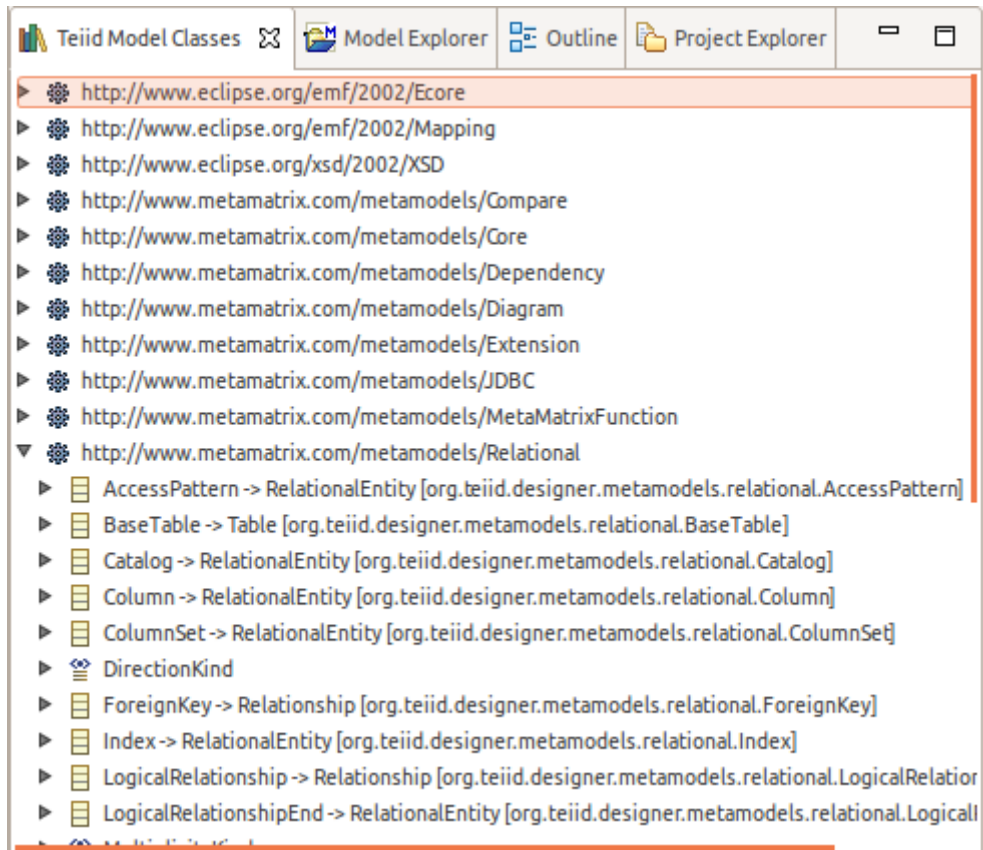 Teiid Model Classes Model Explorer Outline Project Explorer
http://www.eclipse.org/emf/2002/Ecore
http://www.eclipse.org/emf/2002/Mapping
http://www.eclipse.org/xsd/2002/XSD
http://www.metamatrix.com/metamodels/Compare
http://www.metamatrix.com/metamodels/Core
http://www.metamatrix.com/metamodels/Dependency
http://www.metamatrix.com/metamodels/Diagram
http://www.metamatrix.com/metamodels/Extension
http://www.metamatrix.com/metamodels/JDBC
http://www.metamatrix.com/metamodels/MetaMatrixFunction
http://www.metamatrix.com/metamodels/Relational
AccessPattern -> RelationalEntity [org.teiid.designer.metamodels.relational.AccessPattern]
BaseTable -> Table [org.teiid.designer.metamodels.relational.BaseTable]
Catalog -> RelationalEntity [org.teiid.designer.metamodels.relational.Catalog]
Column -> RelationalEntity [org.teiid.designer.metamodels.relational.Column]
ColumnSet -> RelationalEntity [org.teiid.designer.metamodels.relational.ColumnSet]
DirectionKind
ForeignKey -> Relationship [org.teiid.designer.metamodels.relational.ForeignKey]
Index -> RelationalEntity [org.teiid.designer.metamodels.relational.Index]
LogicalRelationship -> Relationship [org.teiid.designer.metamodels.relational.LogicalRelation
LogicalRelationshipEnd -> RelationalEntity [org.teiid.designer.metamodels.relational.Logical